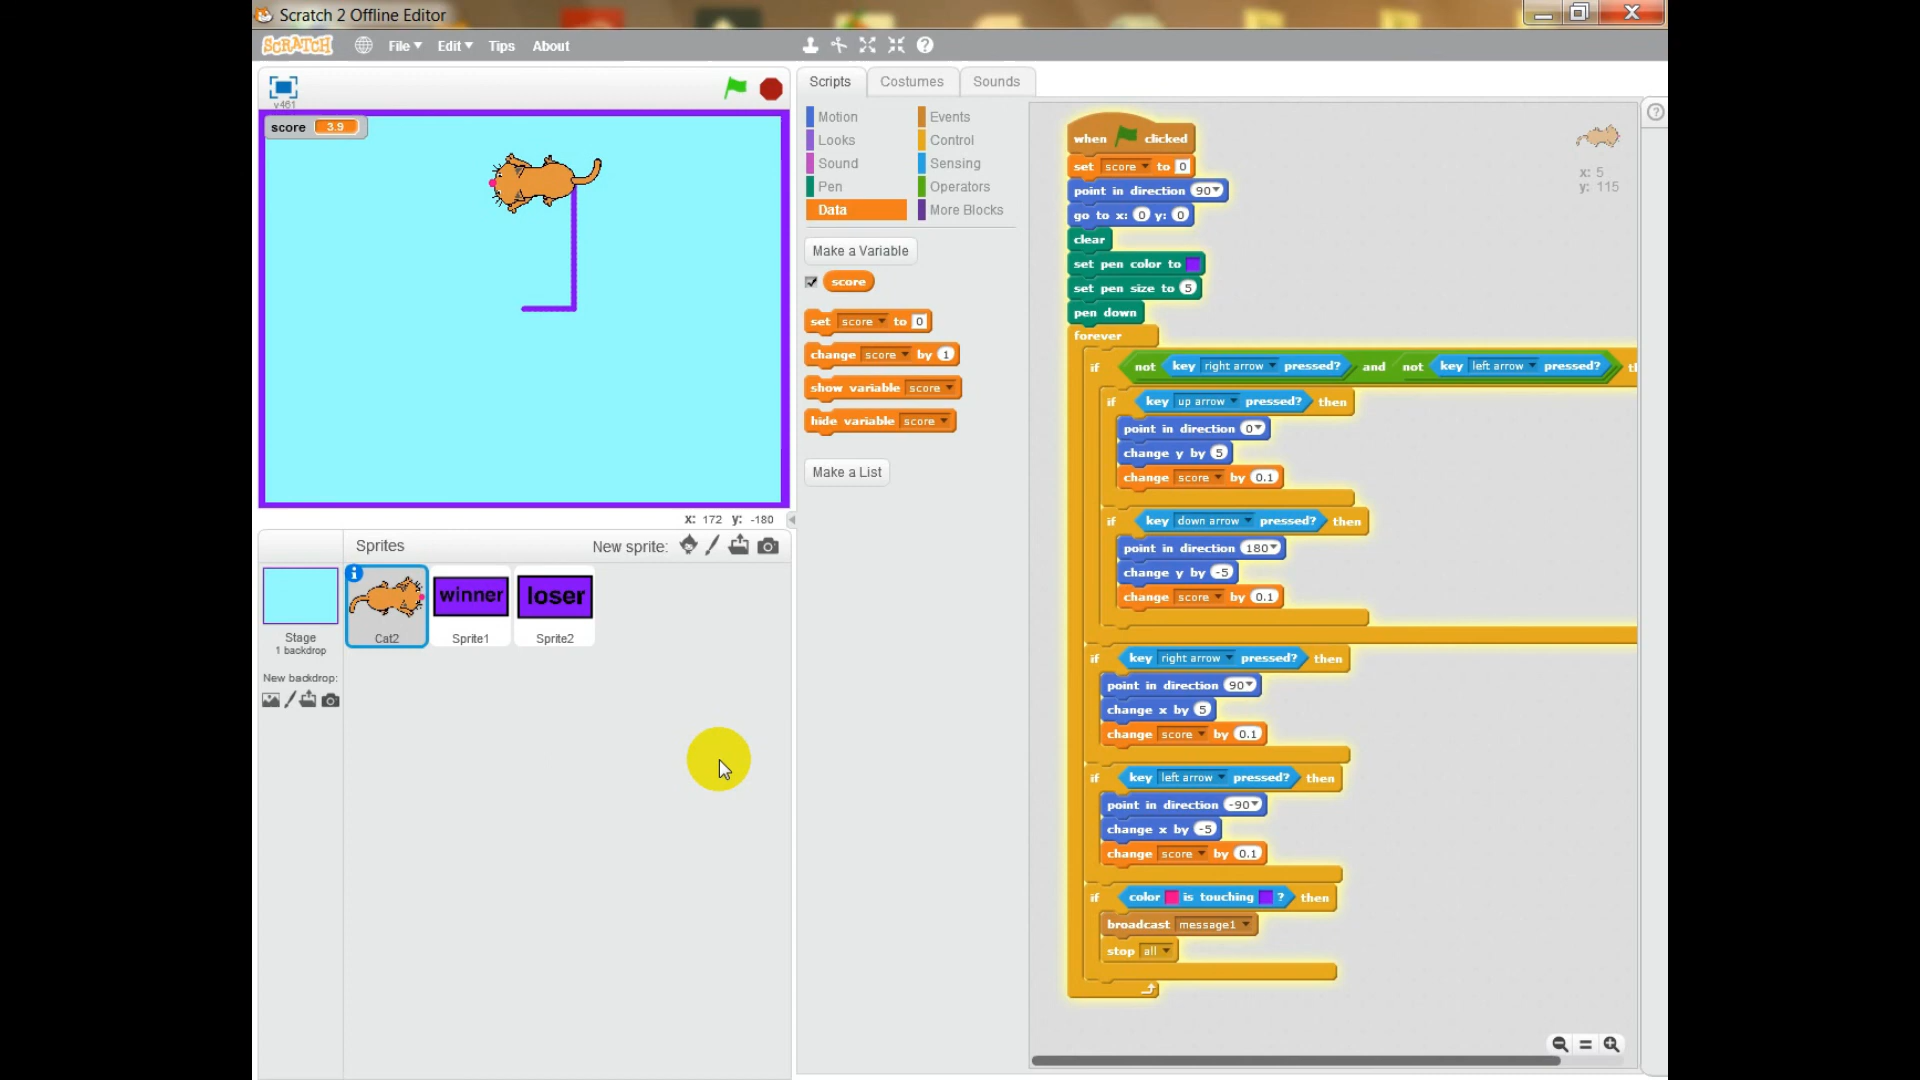 Scratch 2 Offline Editor
SCRATCH File Edit Tips About
v461
score 3.9
x: 172 y: -180
Sprites New sprite:
Stage
1 backdrop
New backdrop:
Cat2
winner
Sprite1
loser
Sprite2
Scripts Costumes Sounds
Motion Events
Looks Control
Sound Sensing
Pen Operators
Data More Blocks
Make a Variable
score
set score to 0
change score by 1
show variable score
hide variable score
Make a List
when clicked
set score to 0
point in direction 90
go to x: 0 y: 0
clear
set pen color to
set pen size to 5
pen down
forever
if not key right arrow pressed? and not key left arrow pressed? th
if key up arrow pressed? then
point in direction 0
change y by 5
change score by 0.1
if key down arrow pressed? then
point in direction 180
change y by -5
change score by 0.1
if key right arrow pressed? then
point in direction 90
change x by 5
change score by 0.1
if key left arrow pressed? then
point in direction -90
change x by -5
change score by 0.1
if color is touching ? then
broadcast message1
stop all
x: 5
y: 115